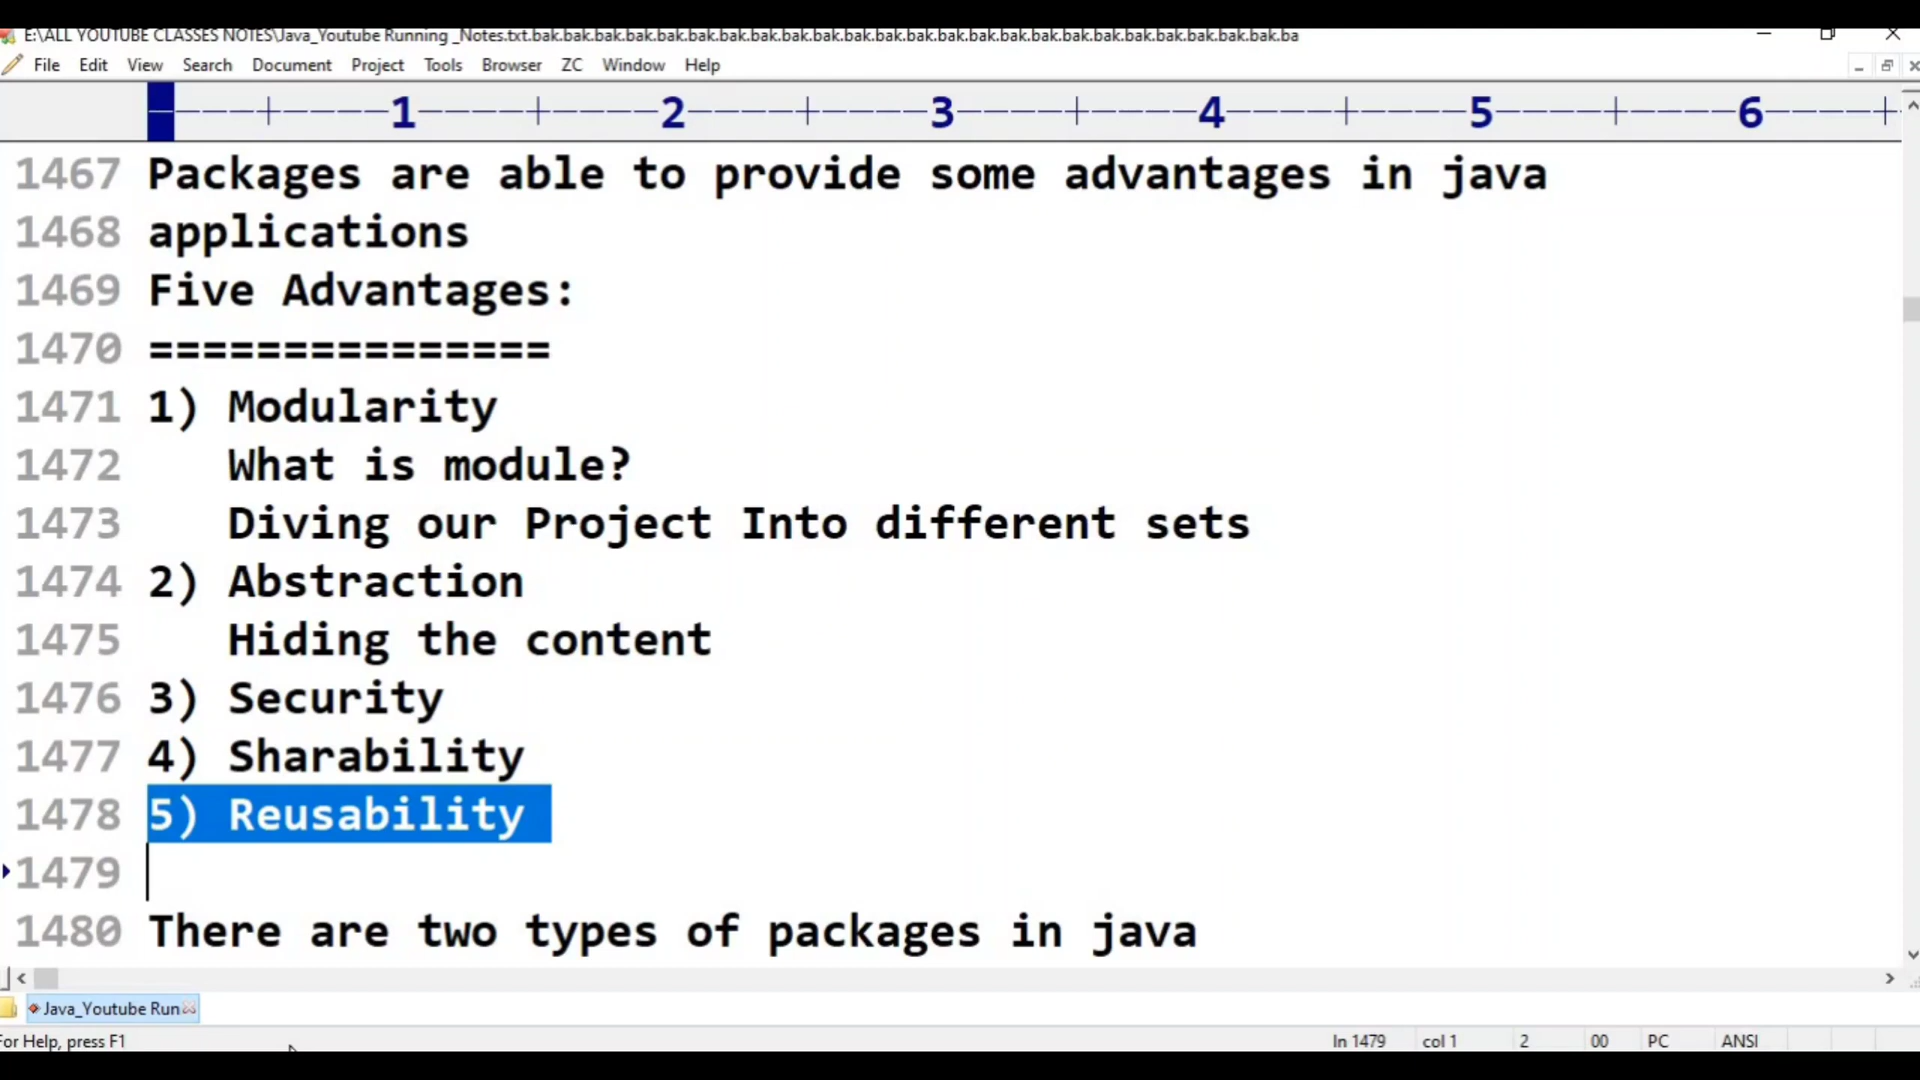 E:\ALL YOUTUBE CLASSES NOTES\Java_Youtube Running _Notes.txt.bak.bak.bak.bak.bak.bak.bak.bak.bak.bak.bak.bak.bak.bak.bak.bak.bak.bak.bak.bak.bak.bak.bak.bak.ba
File Edit View Search Document Project Tools Browser ZC Window Help
1 2 3 4 5 6
1467 Packages are able to provide some advantages in java
1468 applications
1469 Five Advantages:
1470 ===============
1471 1) Modularity
1472 What is module?
1473 Diving our Project Into different sets
1474 2) Abstraction
1475 Hiding the content
1476 3) Security
1477 4) Sharability
1478 5) Reusability
1479
1480 There are two types of packages in java
Java_Youtube Run
For Help, press F1 ln 1479 col 1 2 00 PC ANSI